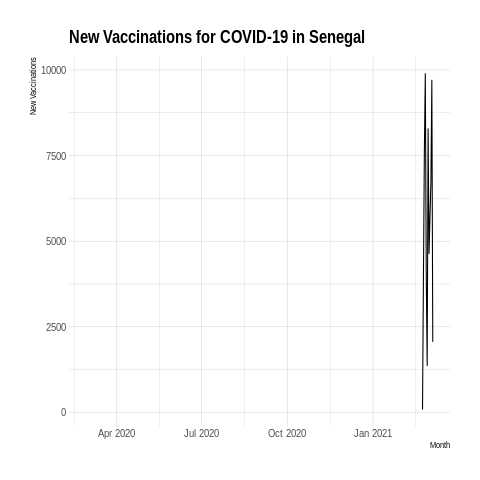 New Vaccinations for COVID-19 in Senegal
New Vaccinations
10000
7500
5000
2500
0
Apr 2020
Jul 2020
Oct 2020
Jan 2021
Month